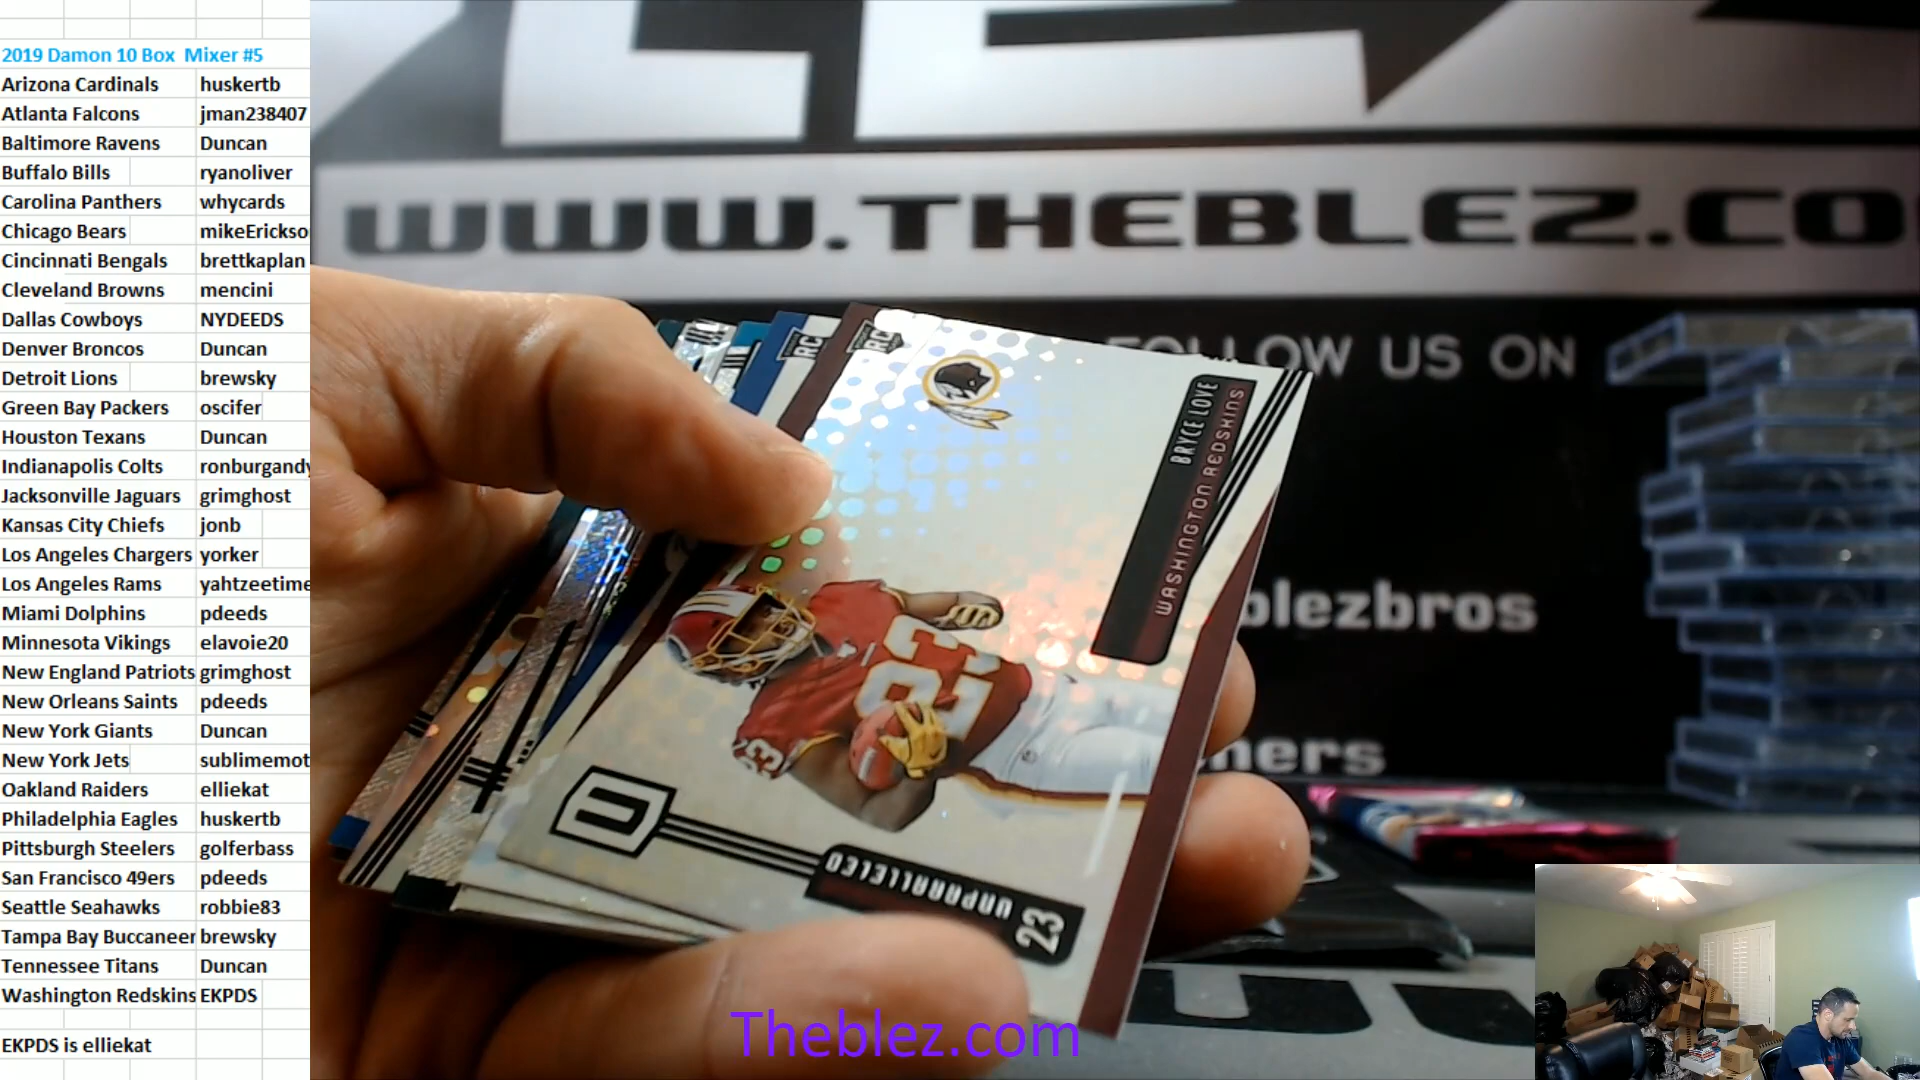 2019 Damon 10 Box  Mixer #5
Arizona Cardinals huskertb
Atlanta Falcons jman238407
Baltimore Ravens Duncan
Buffalo Bills ryanoliver
Carolina Panthers whycards
Chicago Bears mikeErickso
Cincinnati Bengals brettkaplan
Cleveland Browns mencini
Dallas Cowboys NYDEEDS
Denver Broncos Duncan
Detroit Lions brewsky
Green Bay Packers oscifer
Houston Texans Duncan
Indianapolis Colts ronburgandy
Jacksonville Jaguars grimghost
Kansas City Chiefs jonb
Los Angeles Chargers yorker
Los Angeles Rams yahtzeetime
Miami Dolphins pdeeds
Minnesota Vikings elavoie20
New England Patriots grimghost
New Orleans Saints pdeeds
New York Giants Duncan
New York Jets sublimemot
Oakland Raiders elliekat
Philadelphia Eagles huskertb
Pittsburgh Steelers golferbass
San Francisco 49ers pdeeds
Seattle Seahawks robbie83
Tampa Bay Buccaneer brewsky
Tennessee Titans Duncan
Washington Redskins EKPDS
EKPDS is elliekat
WWW.THEBLEZ.CO
FOLLOW US ON
blezbros
mers
RC
RC
BRYCE LOVE
WASHINGTON REDSKINS
23
U
UNPARALLELED
23
Theblez.com